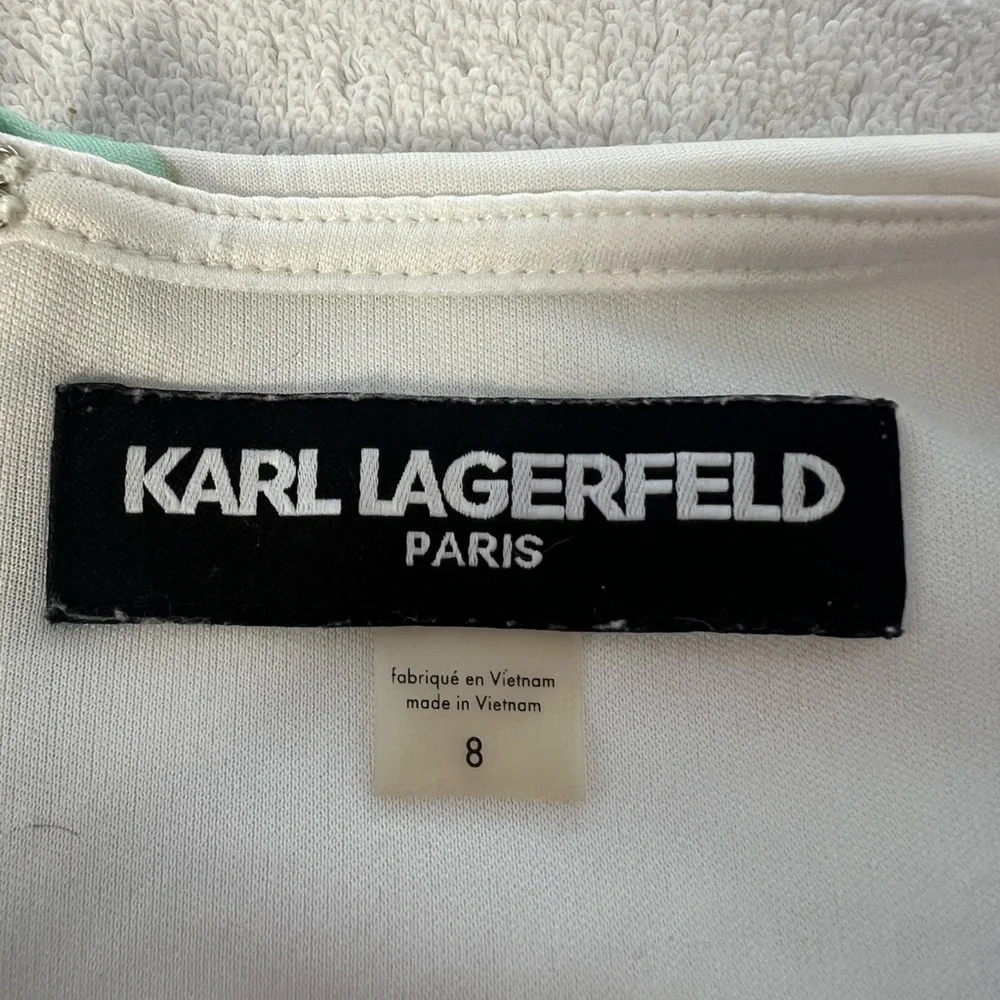 KARL LAGERFELD
PARIS
fabriqué en Vietnam
made in Vietnam
8